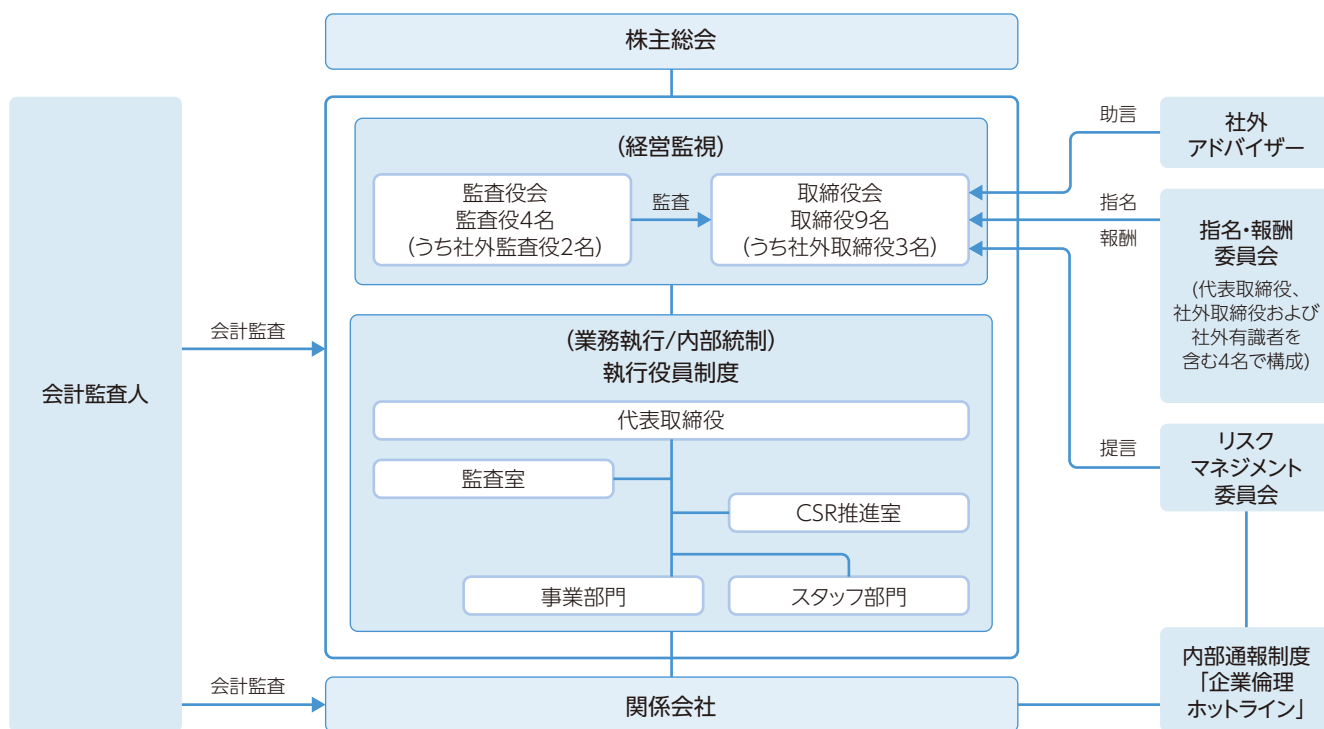 株主総会
会計監査人
会計監査
会計監査
(経営監視)
監査役会
監査役4名
(うち社外監査役2名)
監査
取締役会
取締役9名
(うち社外取締役3名)
(業務執行/内部統制)
執行役員制度
代表取締役
監査室
CSR推進室
事業部門
スタッフ部門
関係会社
助言
社外
アドバイザー
指名
報酬
指名・報酬
委員会
(代表取締役、
社外取締役および
社外有識者を
含む4名で構成)
提言
リスク
マネジメント
委員会
内部通報制度
「企業倫理
ホットライン」